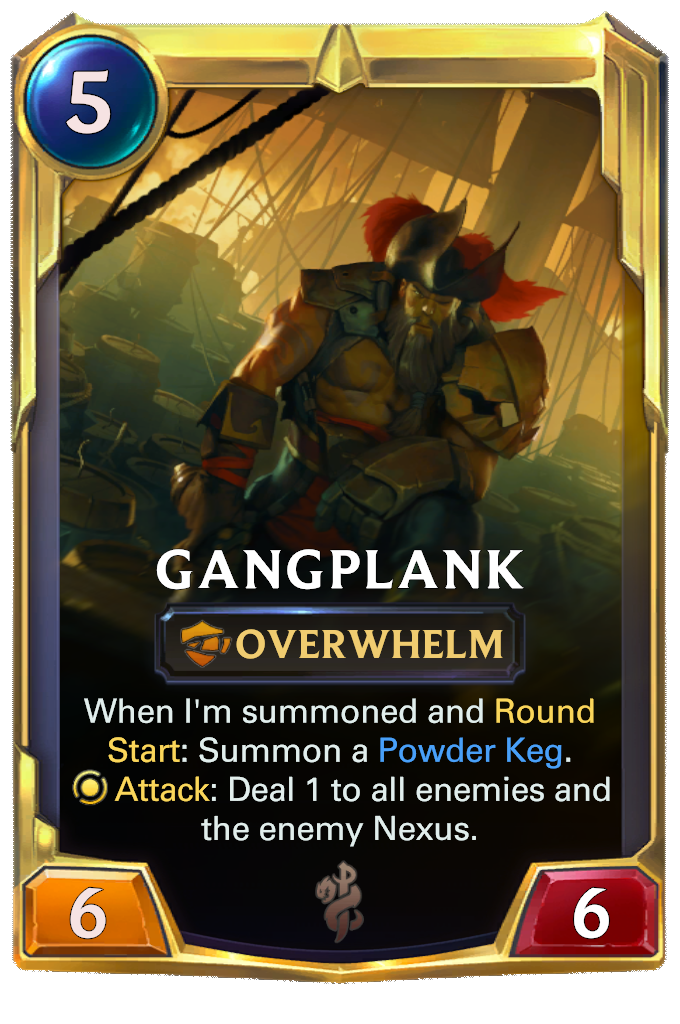 5
GANGPLANK
OVERWHELM
When I'm summoned and Round
Start: Summon a Powder Keg.
Attack: Deal 1 to all enemies and
the enemy Nexus.
6
6